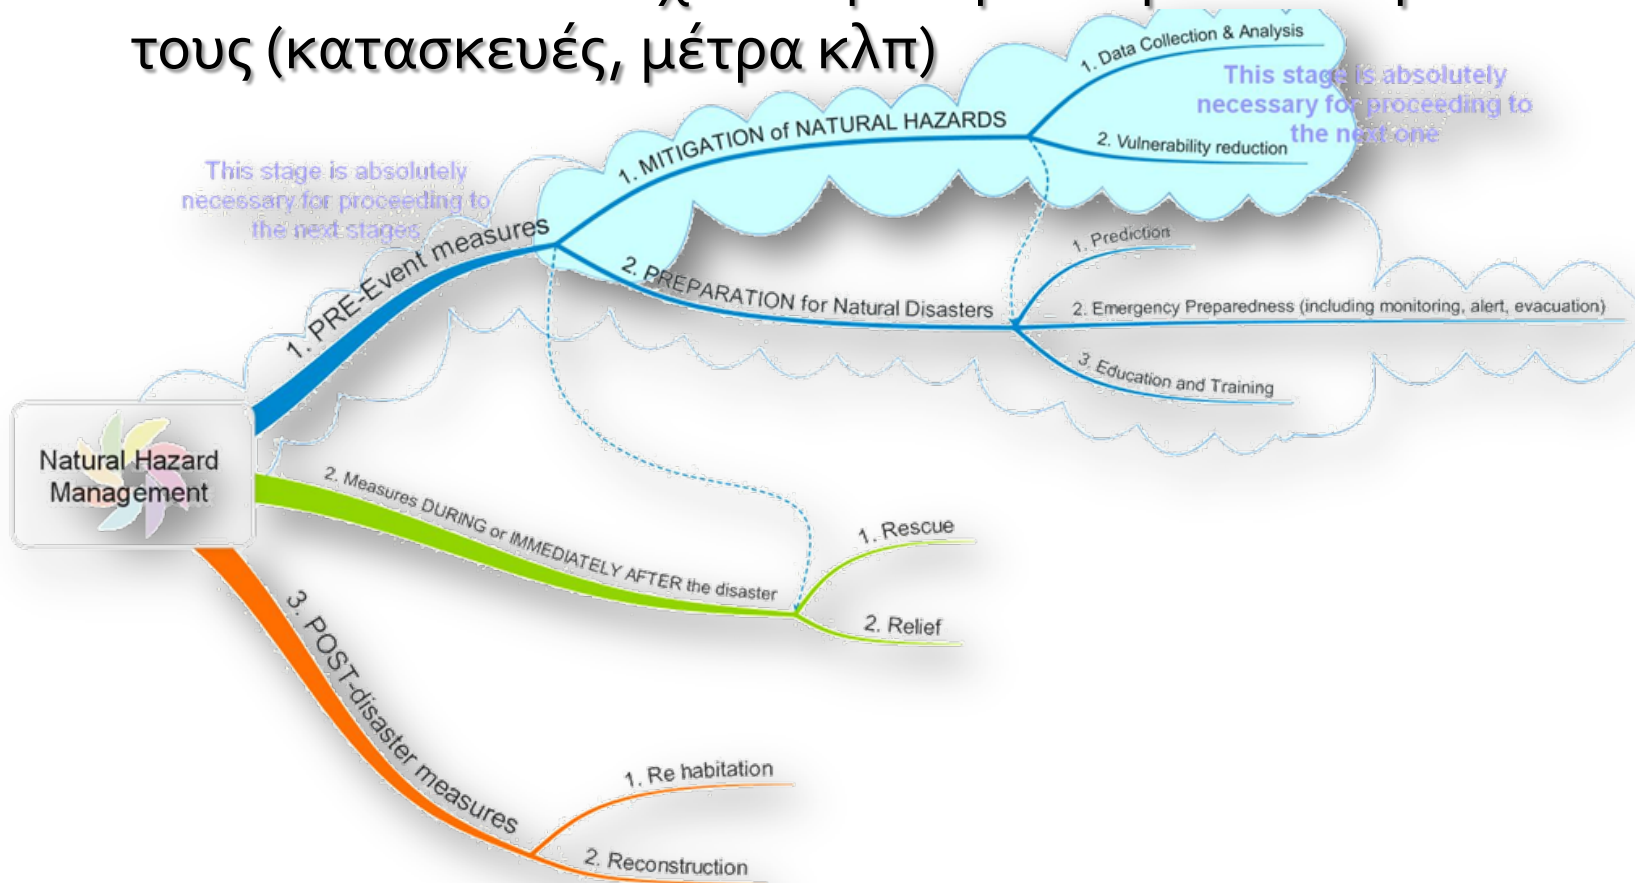 τους (κατασκευές, μέτρα κλπ)
1. Data Collection & Analysis
This stage is absolutely
necessary for proceeding to
the next one
1. MITIGATION of NATURAL HAZARDS
2. Vulnerability reduction
This stage is absolutely
necessary for proceeding to
the next stages
1. PRE-Event measures
2. PREPARATION for Natural Disasters
1. Prediction
2. Emergency Preparedness (including monitoring, alert, evacuation)
3. Education and Training
Natural Hazard
Management
2. Measures DURING or IMMEDIATELY AFTER the disaster
1. Rescue
2. Relief
3. POST-disaster measures
1. Re habitation
2. Reconstruction